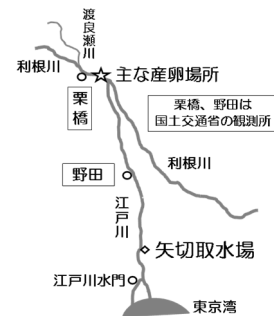 渡良瀬川
利根川
主な産卵場所
栗橋
栗橋、野田は
国土交通省の観測所
野田
利根川
江戸川
矢切取水場
江戸川水門
東京湾